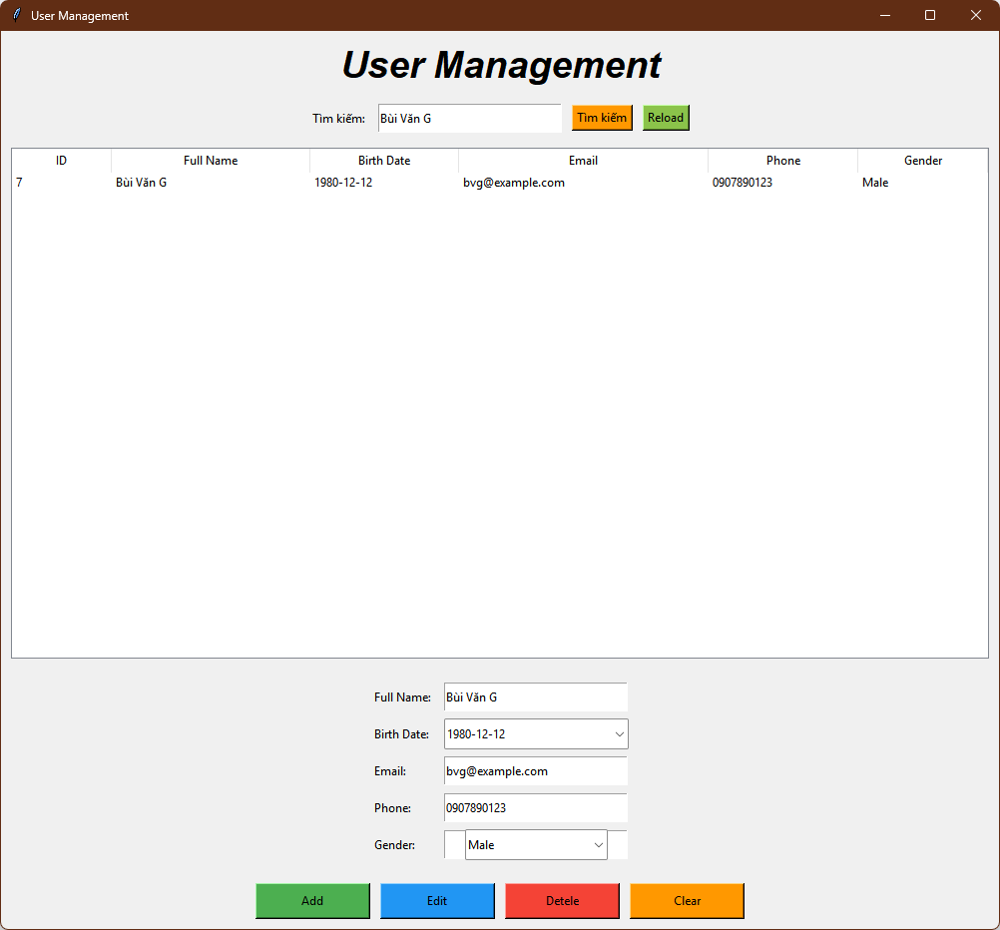 User Management
User Management
Tìm kiếm: Bùi Văn G Tìm kiếm Reload
ID Full Name Birth Date Email Phone Gender
7 Bùi Văn G 1980-12-12 bvg@example.com 0907890123 Male
Full Name: Bùi Văn G
Birth Date: 1980-12-12
Email: bvg@example.com
Phone: 0907890123
Gender: Male
Add Edit Detele Clear